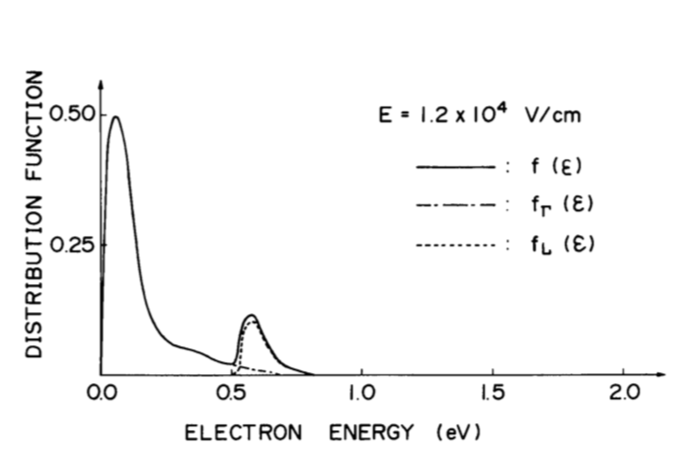 DISTRIBUTION FUNCTION
0.50
0.25
E = 1.2 x 10⁴ V/cm
: f (ε)
: f_Γ (ε)
: f_L (ε)
0.0 0.5 1.0 1.5 2.0
ELECTRON ENERGY (eV)